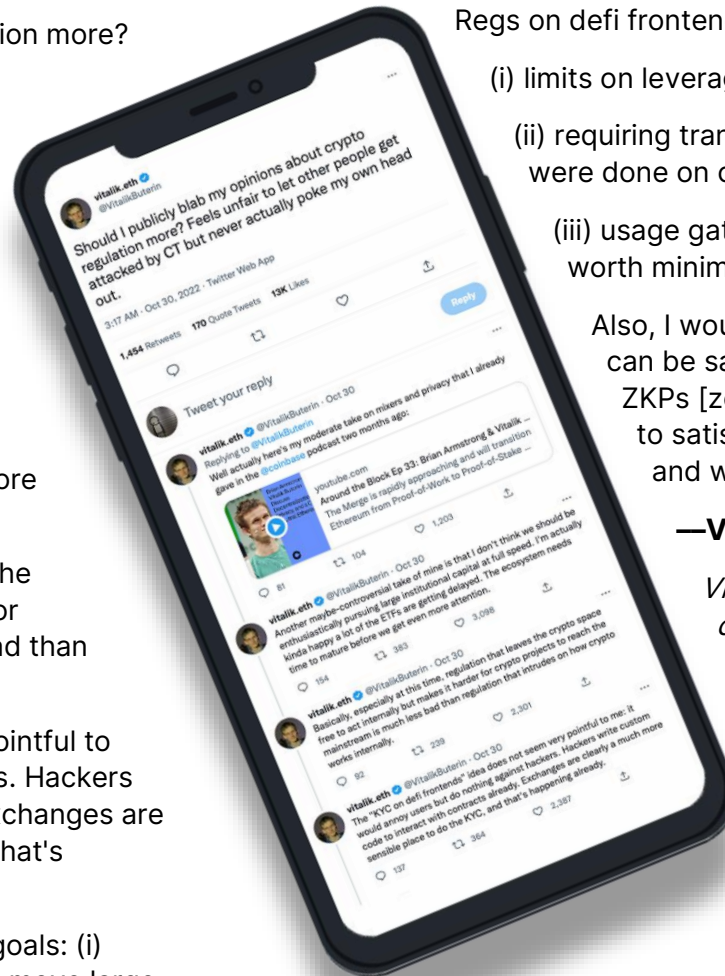 ion more?
ore
he
or
nd than
ointful to
s. Hackers
xchanges are
hat's
goals: (i)
move large
vitalik.eth
@VitalikButerin
Should I publicly blab my opinions about crypto
regulation more? Feels unfair to let other people get
attacked by CT but never actually poke my own head
out.
3:17 AM · Oct 30, 2022 · Twitter Web App
1,454 Retweets 170 Quote Tweets 13K Likes
Reply
Tweet your reply
vitalik.eth @VitalikButerin · Oct 30
Replying to @VitalikButerin
Well actually here's my moderate take on mixers and privacy that I already
gave in the @coinbase podcast two months ago:
youtube.com
Around the Block Ep 33: Brian Armstrong & Vitalik ...
The Merge is rapidly approaching and will transition
Ethereum from Proof-of-Work to Proof-of-Stake ...
81 104 1,203
vitalik.eth @VitalikButerin · Oct 30
Another maybe-controversial take of mine is that I don't think we should be
enthusiastically pursuing large institutional capital at full speed. I'm actually
kinda happy a lot of the ETFs are getting delayed. The ecosystem needs
time to mature before we get even more attention.
154 383 3,098
vitalik.eth @VitalikButerin · Oct 30
Basically, especially at this time, regulation that leaves the crypto space
free to act internally but makes it harder for crypto projects to reach the
mainstream is much less bad than regulation that intrudes on how crypto
works internally.
92 239 2,301
vitalik.eth @VitalikButerin · Oct 30
The "KYC on defi frontends" idea does not seem very pointful to me: it
would annoy users but do nothing against hackers. Hackers write custom
code to interact with contracts already. Exchanges are clearly a much more
sensible place to do the KYC, and that's happening already.
137 364 2,387
Regs on defi fronten
(i) limits on leverag
(ii) requiring tran
were done on c
(iii) usage gat
worth minim
Also, I wou
can be sa
ZKPs [z
to satis
and w
—V